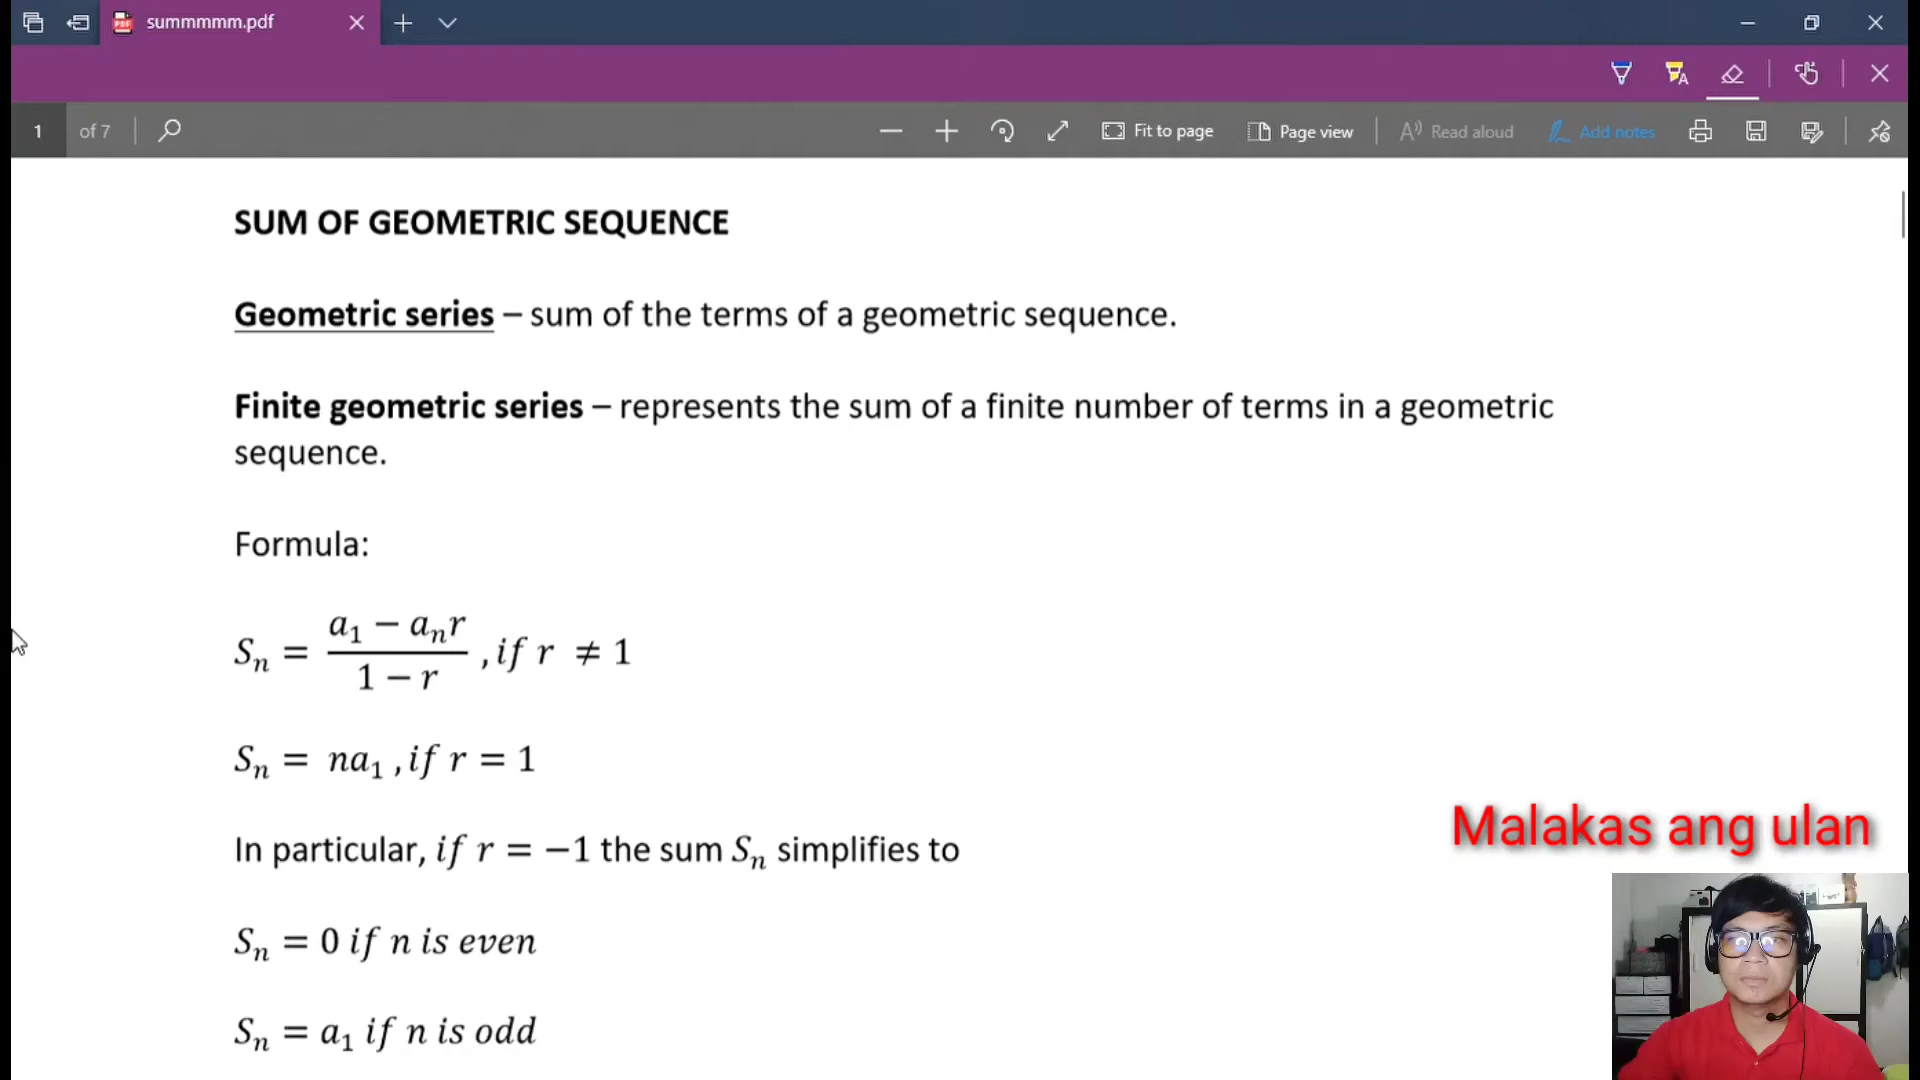 summmmm.pdf
1 of 7 Fit to page Page view Read aloud Add notes
SUM OF GEOMETRIC SEQUENCE
Geometric series – sum of the terms of a geometric sequence.
Finite geometric series – represents the sum of a finite number of terms in a geometric
sequence.
Formula:
Sₙ = (a₁ − aₙr)/(1 − r) , if r ≠ 1
Sₙ = na₁ , if r = 1
In particular, if r = −1 the sum Sₙ simplifies to
Sₙ = 0 if n is even
Sₙ = a₁ if n is odd
Malakas ang ulan